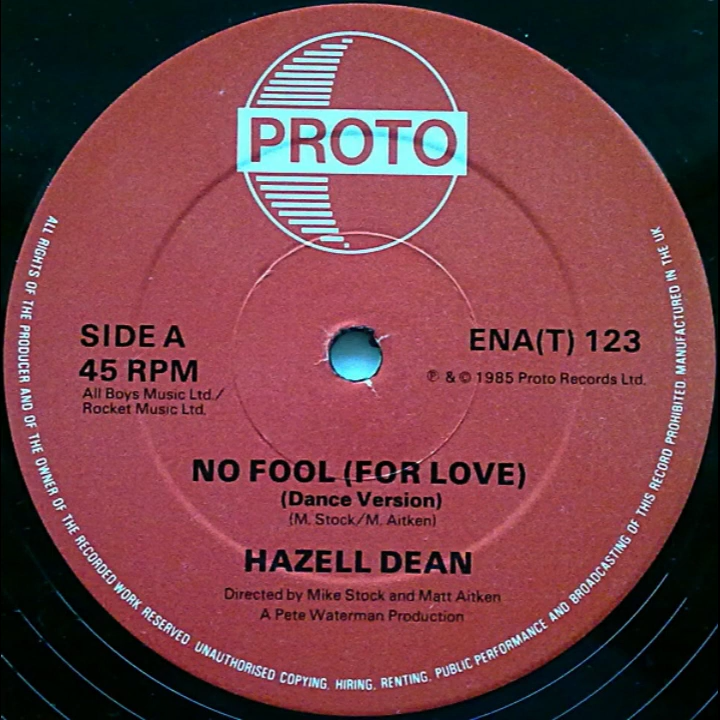 PROTO
SIDE A
45 RPM
All Boys Music Ltd./
Rocket Music Ltd.
ENA(T) 123
℗ & © 1985 Proto Records Ltd.
NO FOOL (FOR LOVE)
(Dance Version)
(M. Stock/M. Aitken)
HAZELL DEAN
Directed by Mike Stock and Matt Aitken
A Pete Waterman Production
ALL RIGHTS OF THE PRODUCER AND OF THE OWNER OF THE RECORDED WORK RESERVED. UNAUTHORISED COPYING, HIRING, RENTING, PUBLIC PERFORMANCE AND BROADCASTING OF THIS RECORD PROHIBITED. MANUFACTURED IN THE UK